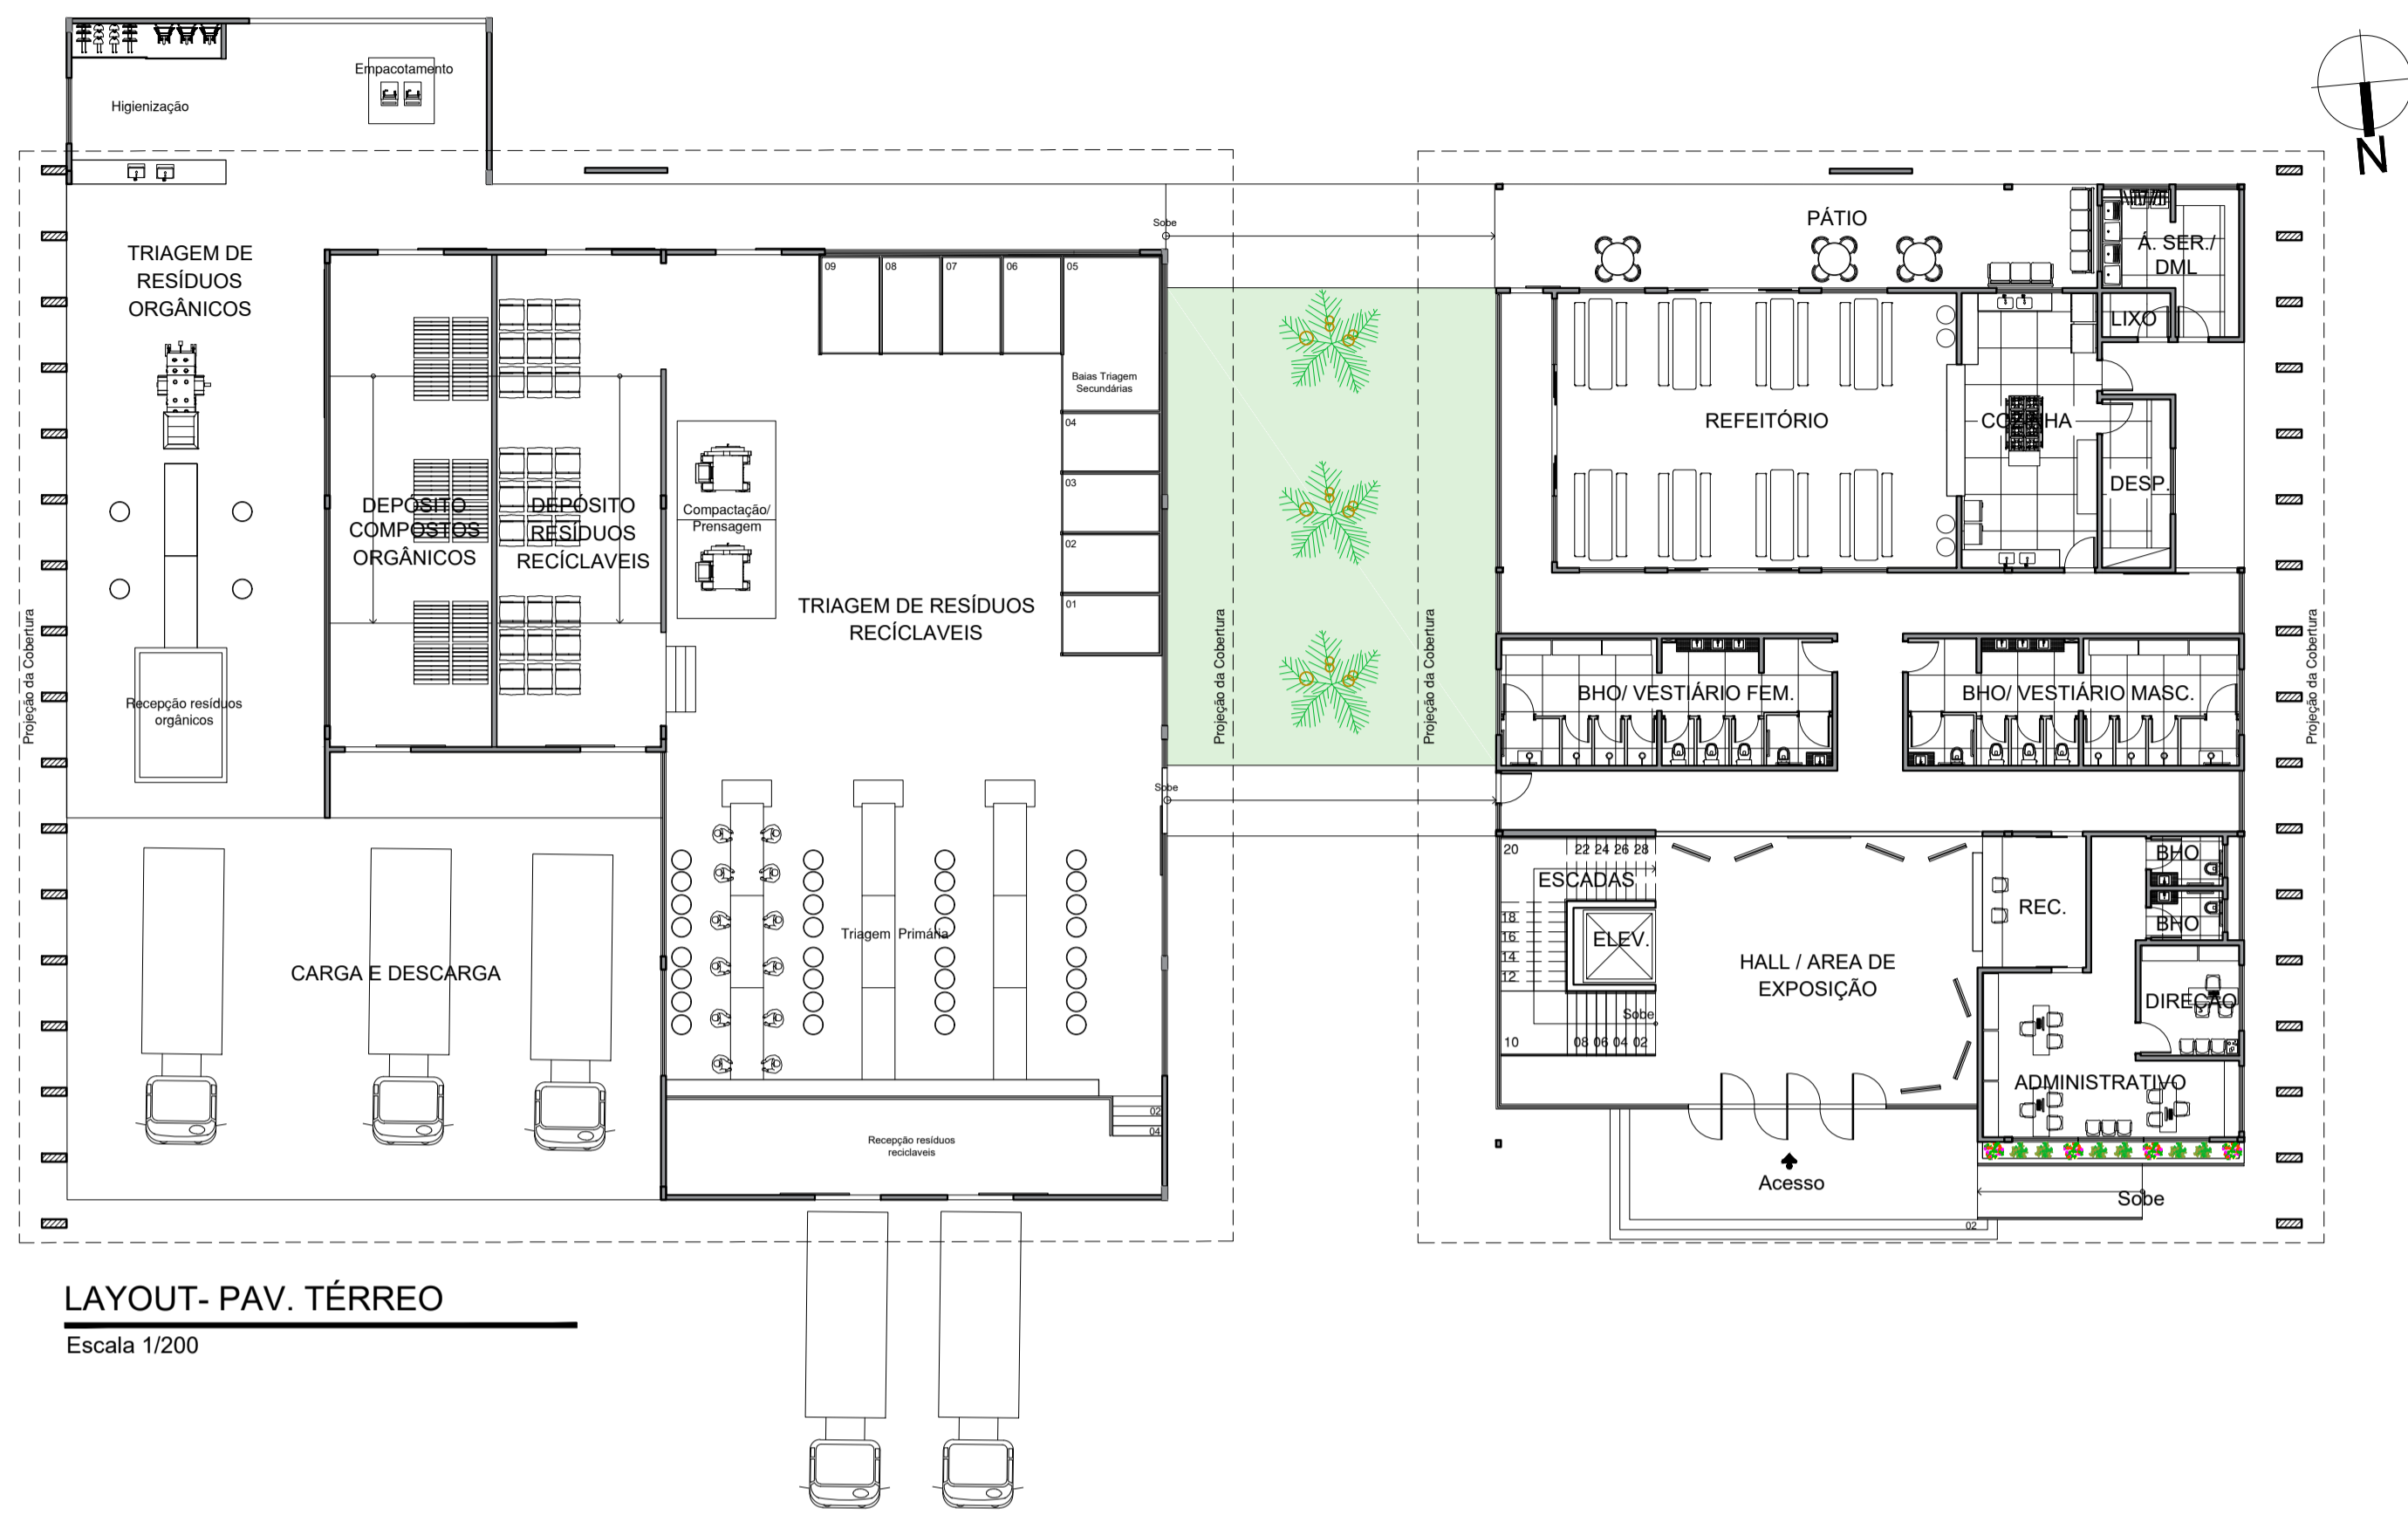 Empacotamento
Higienização
N
Sobe
PÁTIO
TRIAGEM DE
RESÍDUOS
ORGÂNICOS
Á. SER./
DML
09
08
07
06
05
LIXO
Baias Triagem
Secundárias
04
03
02
01
REFEITÓRIO
COZINHA
DESP.
DEPÓSITO
COMPOSTOS
ORGÂNICOS
DEPÓSITO
RESÍDUOS
RECÍCLAVEIS
Compactação/
Prensagem
TRIAGEM DE RESÍDUOS
RECÍCLAVEIS
Projeção da Cobertura
Projeção da Cobertura
Projeção da Cobertura
Projeção da Cobertura
Recepção resíduos
orgânicos
BHO/ VESTIÁRIO FEM.
BHO/ VESTIÁRIO MASC.
Sobe
20
22 24 26 28
ESCADAS
18
16
14
12
10
08 06 04 02
ELEV.
Sobe
HALL / AREA DE
EXPOSIÇÃO
REC.
BHO
BHO
DIREÇÃO
ADMINISTRATIVO
Triagem Primária
CARGA E DESCARGA
02
04
Recepção resíduos
reciclaveis
Acesso
Sobe
02
LAYOUT- PAV. TÉRREO
Escala 1/200